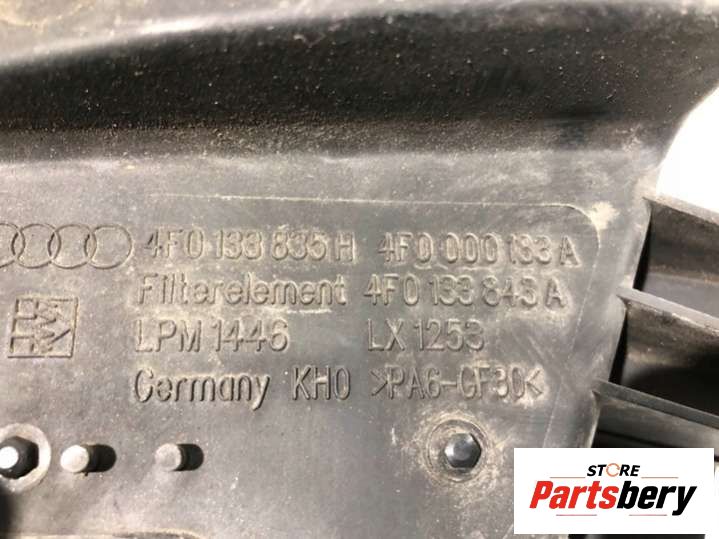 4F0 133 835H 4F0 000 133 A
Filterelement 4F0 133 843 A
LPM 1446 LX 1253
Germany KH0 >PA6-GF30<
STORE
Partsbery